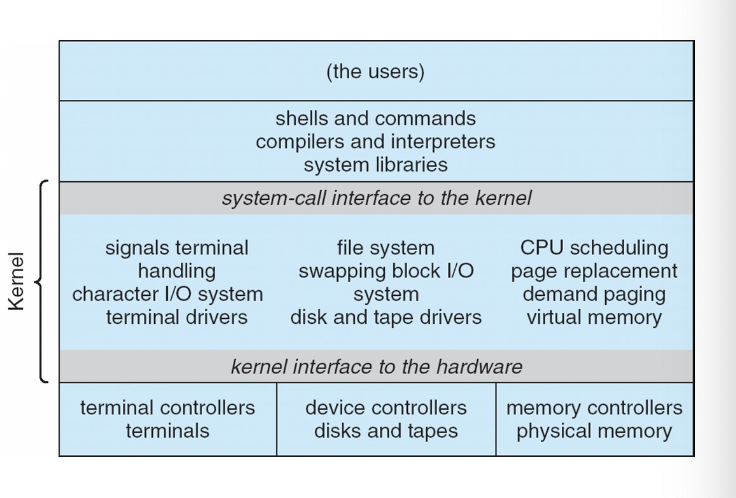 (the users)
shells and commands
compilers and interpreters
system libraries
system-call interface to the kernel
Kernel
signals terminal
handling
character I/O system
terminal drivers
file system
swapping block I/O
system
disk and tape drivers
CPU scheduling
page replacement
demand paging
virtual memory
kernel interface to the hardware
terminal controllers
terminals
device controllers
disks and tapes
memory controllers
physical memory